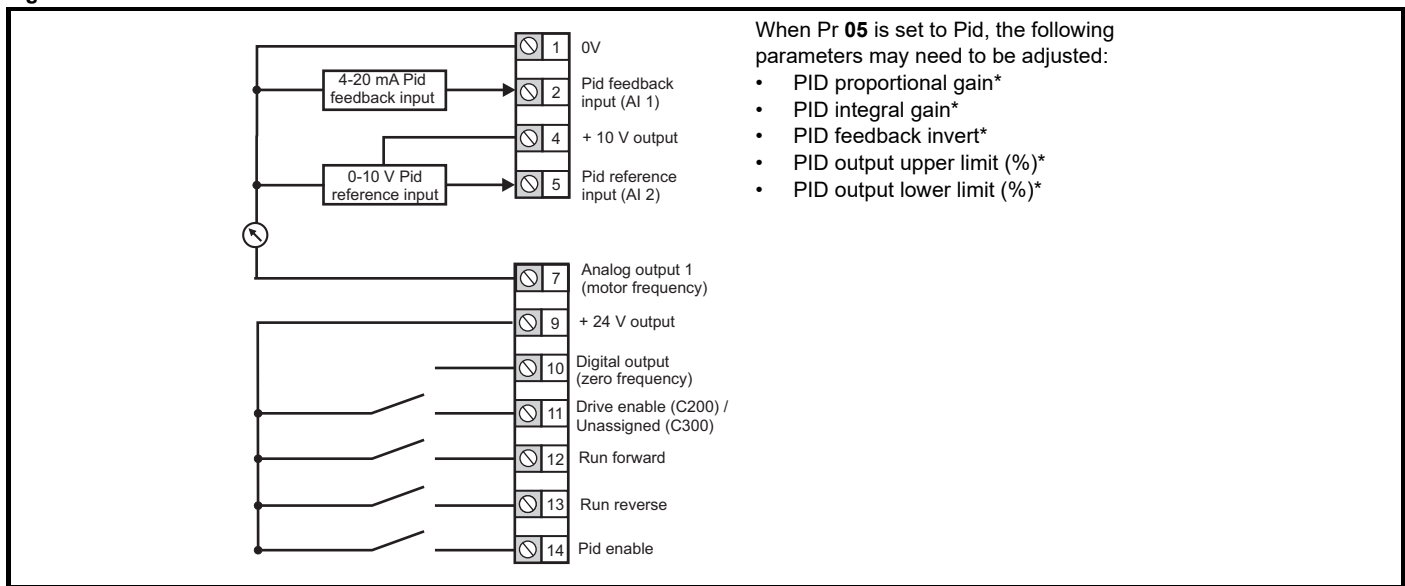 1 0V
4-20 mA Pid
feedback input
2 Pid feedback
input (AI 1)
4 + 10 V output
0-10 V Pid
reference input
5 Pid reference
input (AI 2)
7 Analog output 1
(motor frequency)
9 + 24 V output
10 Digital output
(zero frequency)
11 Drive enable (C200) /
Unassigned (C300)
12 Run forward
13 Run reverse
14 Pid enable
When Pr 05 is set to Pid, the following
parameters may need to be adjusted:
• PID proportional gain*
• PID integral gain*
• PID feedback invert*
• PID output upper limit (%)*
• PID output lower limit (%)*